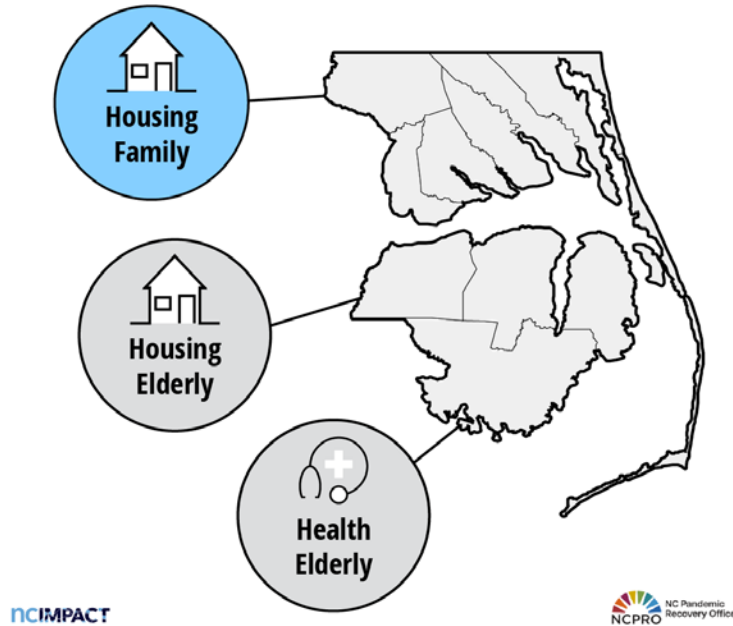 Housing
Family
Housing
Elderly
Health
Elderly
ncIMPACT
NCPRO
NC Pandemic
Recovery Office